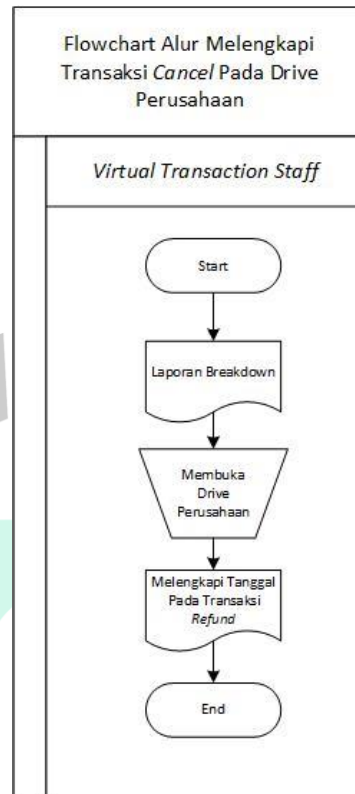 Flowchart Alur Melengkapi
Transaksi Cancel Pada Drive
Perusahaan
Virtual Transaction Staff
Start
Laporan Breakdown
Membuka
Drive
Perusahaan
Melengkapi Tanggal
Pada Transaksi
Refund
End